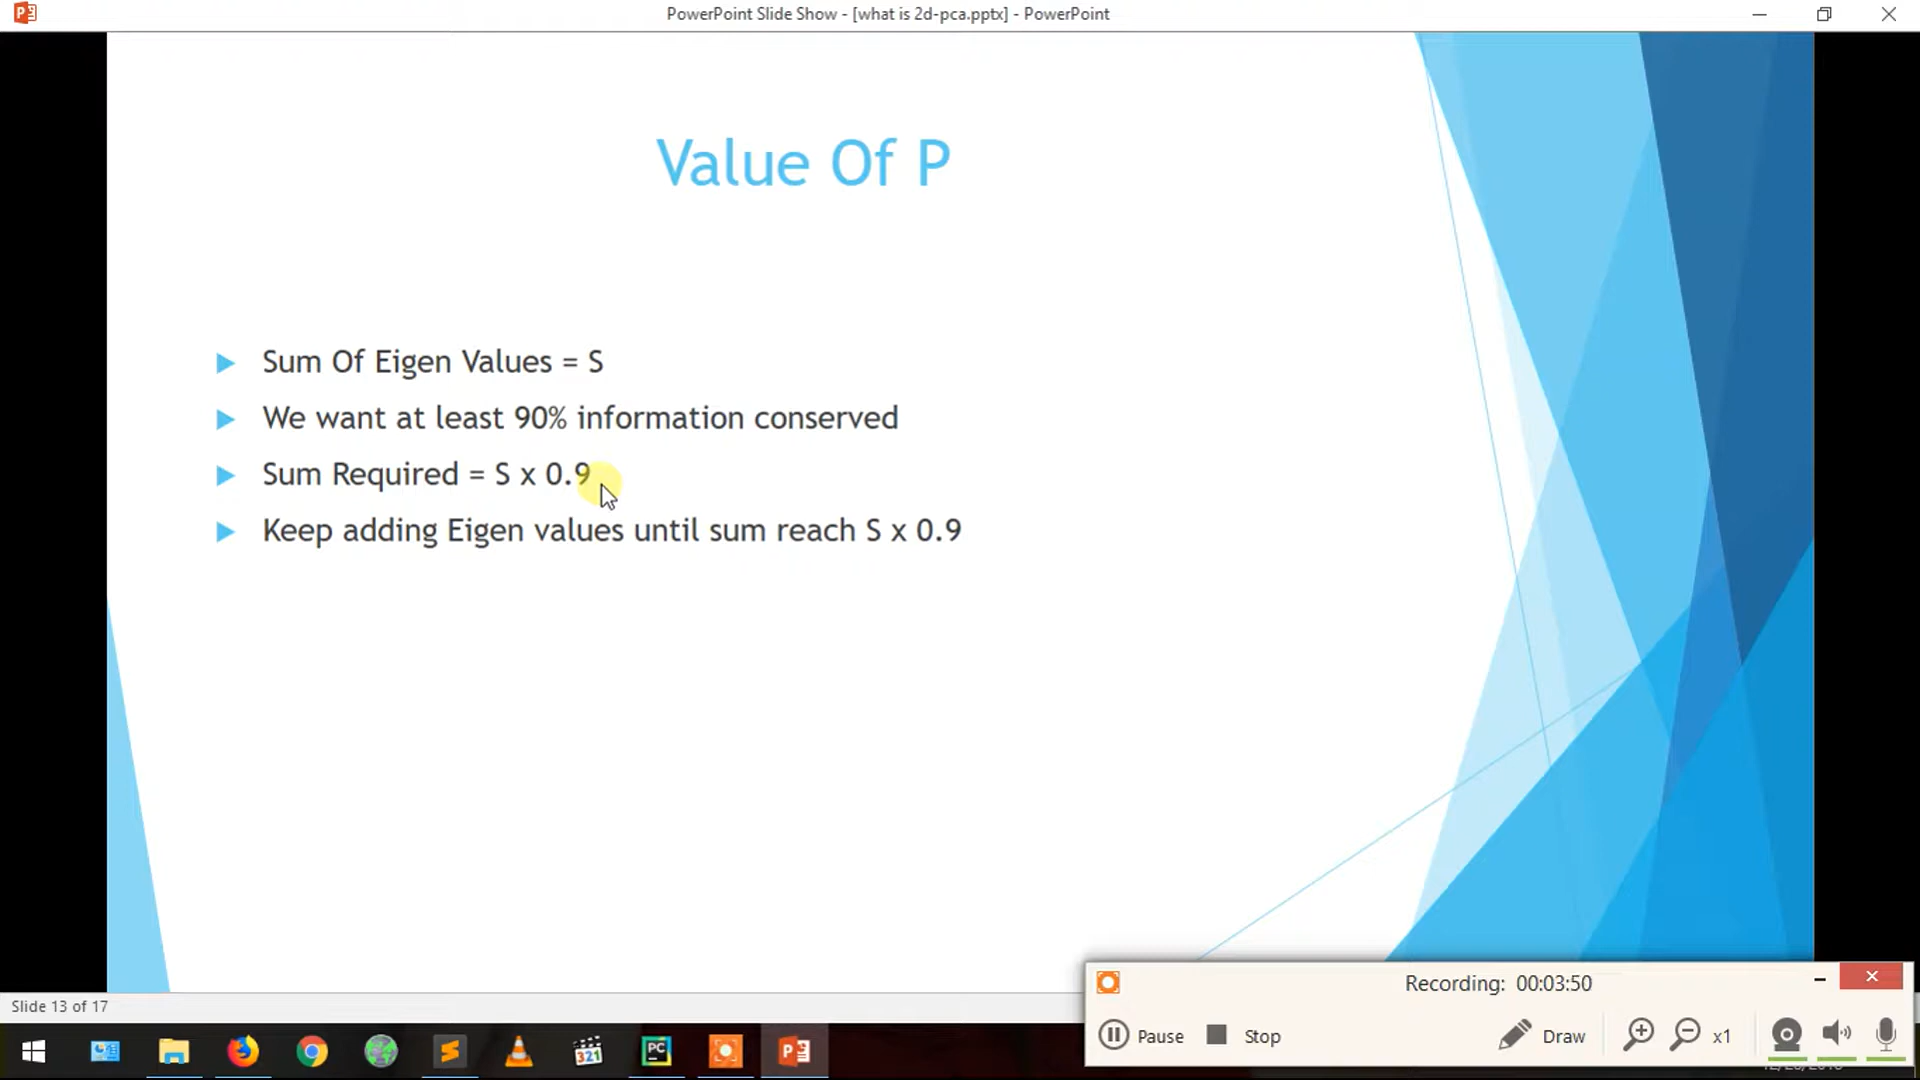 PowerPoint Slide Show - [what is 2d-pca.pptx] - PowerPoint
Value Of P
Sum Of Eigen Values = S
We want at least 90% information conserved
Sum Required = S x 0.9
Keep adding Eigen values until sum reach S x 0.9
Slide 13 of 17
Recording: 00:03:50
Pause
Stop
Draw
x1
321
PC